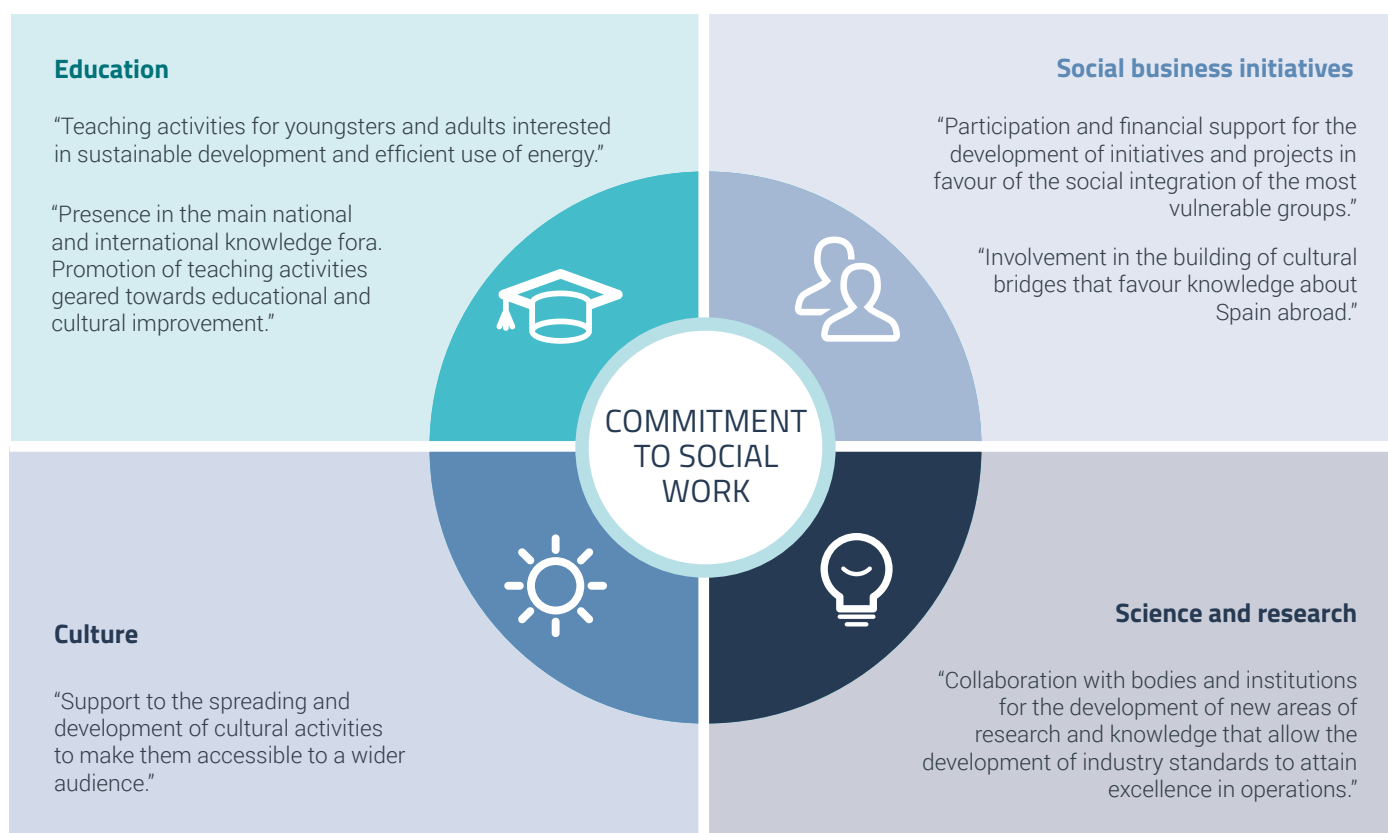 Education
“Teaching activities for youngsters and adults interested
in sustainable development and efficient use of energy.”
“Presence in the main national
and international knowledge fora.
Promotion of teaching activities
geared towards educational and
cultural improvement.”
Social business initiatives
“Participation and financial support for the
development of initiatives and projects in
favour of the social integration of the most
vulnerable groups.”
“Involvement in the building of cultural
bridges that favour knowledge about
Spain abroad.”
COMMITMENT
TO SOCIAL
WORK
Culture
“Support to the spreading and
development of cultural activities
to make them accessible to a wider
audience.”
Science and research
“Collaboration with bodies and institutions
for the development of new areas of
research and knowledge that allow the
development of industry standards to attain
excellence in operations.”